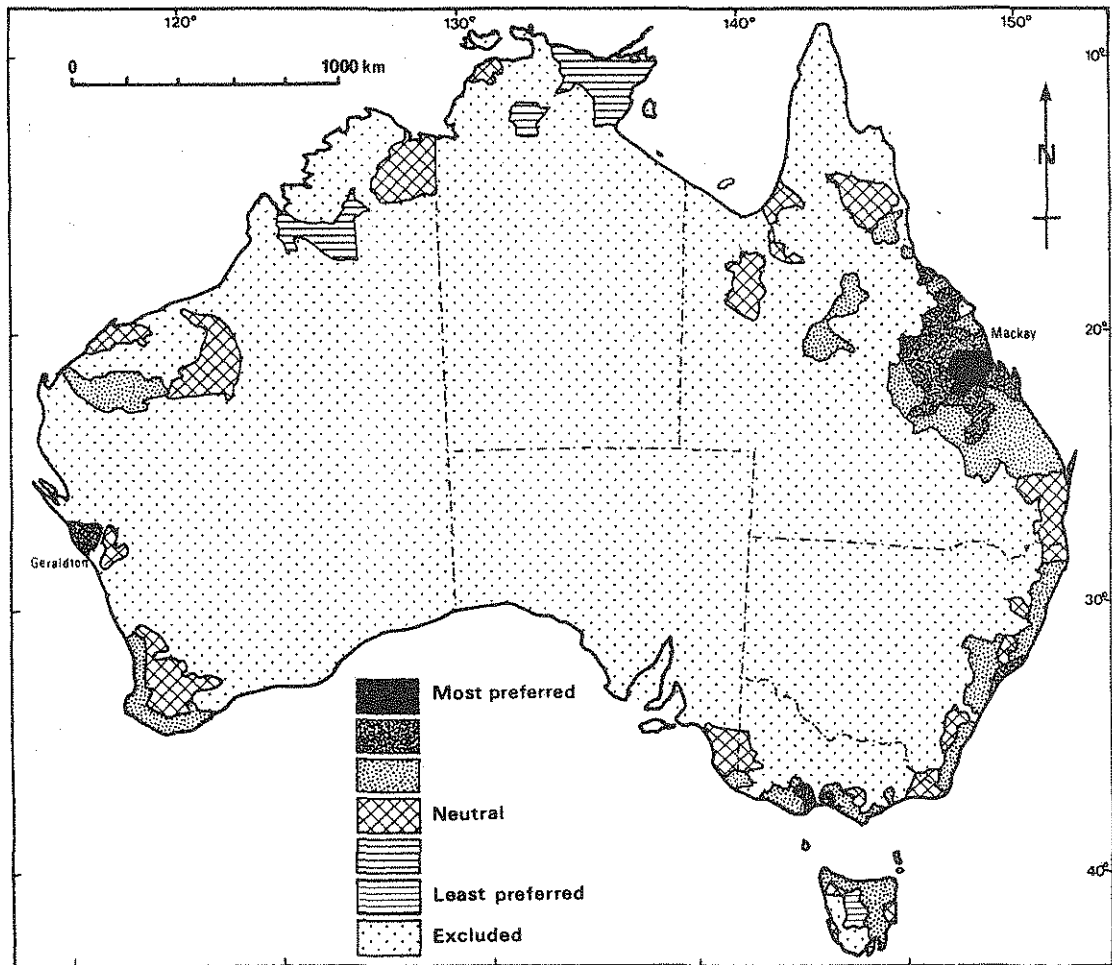 120°
130°
140°
150°
0
1000 km
10°
N
20°
Mackay
Geraldton
30°
Most preferred
Neutral
Least preferred
Excluded
40°